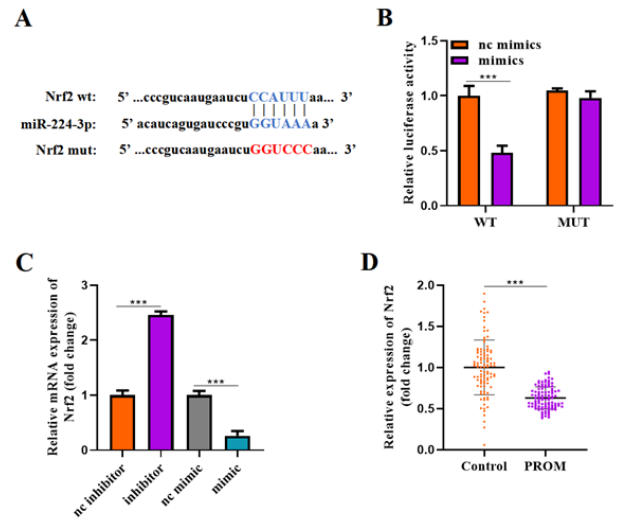 A
Nrf2 wt: 5’ ...cccgucaaugaaucuCCAUUUaa... 3’
miR-224-3p: 5’ acaucagugaucccguGGUAAAa 3’
Nrf2 mut: 5’ ...cccgucaaugaaucuGGUCCCaa... 3’
B
nc mimics
mimics
Relative luciferase activity
1.5
1.0
0.5
0.0
***
WT MUT
C
Relative mRNA expression of
Nrf2 (fold change)
3
2
1
0
***
***
nc inhibitor
inhibitor
nc mimic
mimic
D
Relative expression of Nrf2
(fold change)
2.0
1.5
1.0
0.5
0.0
***
Control PROM